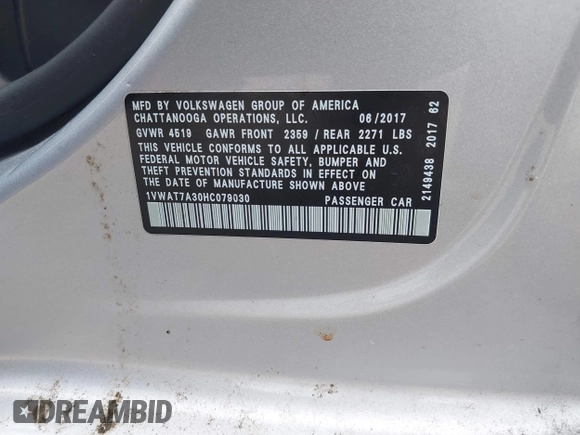 MFD BY VOLKSWAGEN GROUP OF AMERICA
CHATTANOOGA OPERATIONS, LLC. 06/2017
GVWR 4519 GAWR FRONT 2359 / REAR 2271 LBS
THIS VEHICLE CONFORMS TO ALL APPLICABLE U.S.
FEDERAL MOTOR VEHICLE SAFETY, BUMPER AND
THEFT PREVENTION STANDARDS IN EFFECT ON
THE DATE OF MANUFACTURE SHOWN ABOVE
1VWAT7A30HC079030 PASSENGER CAR
2149438 2017 62
DREAMBID